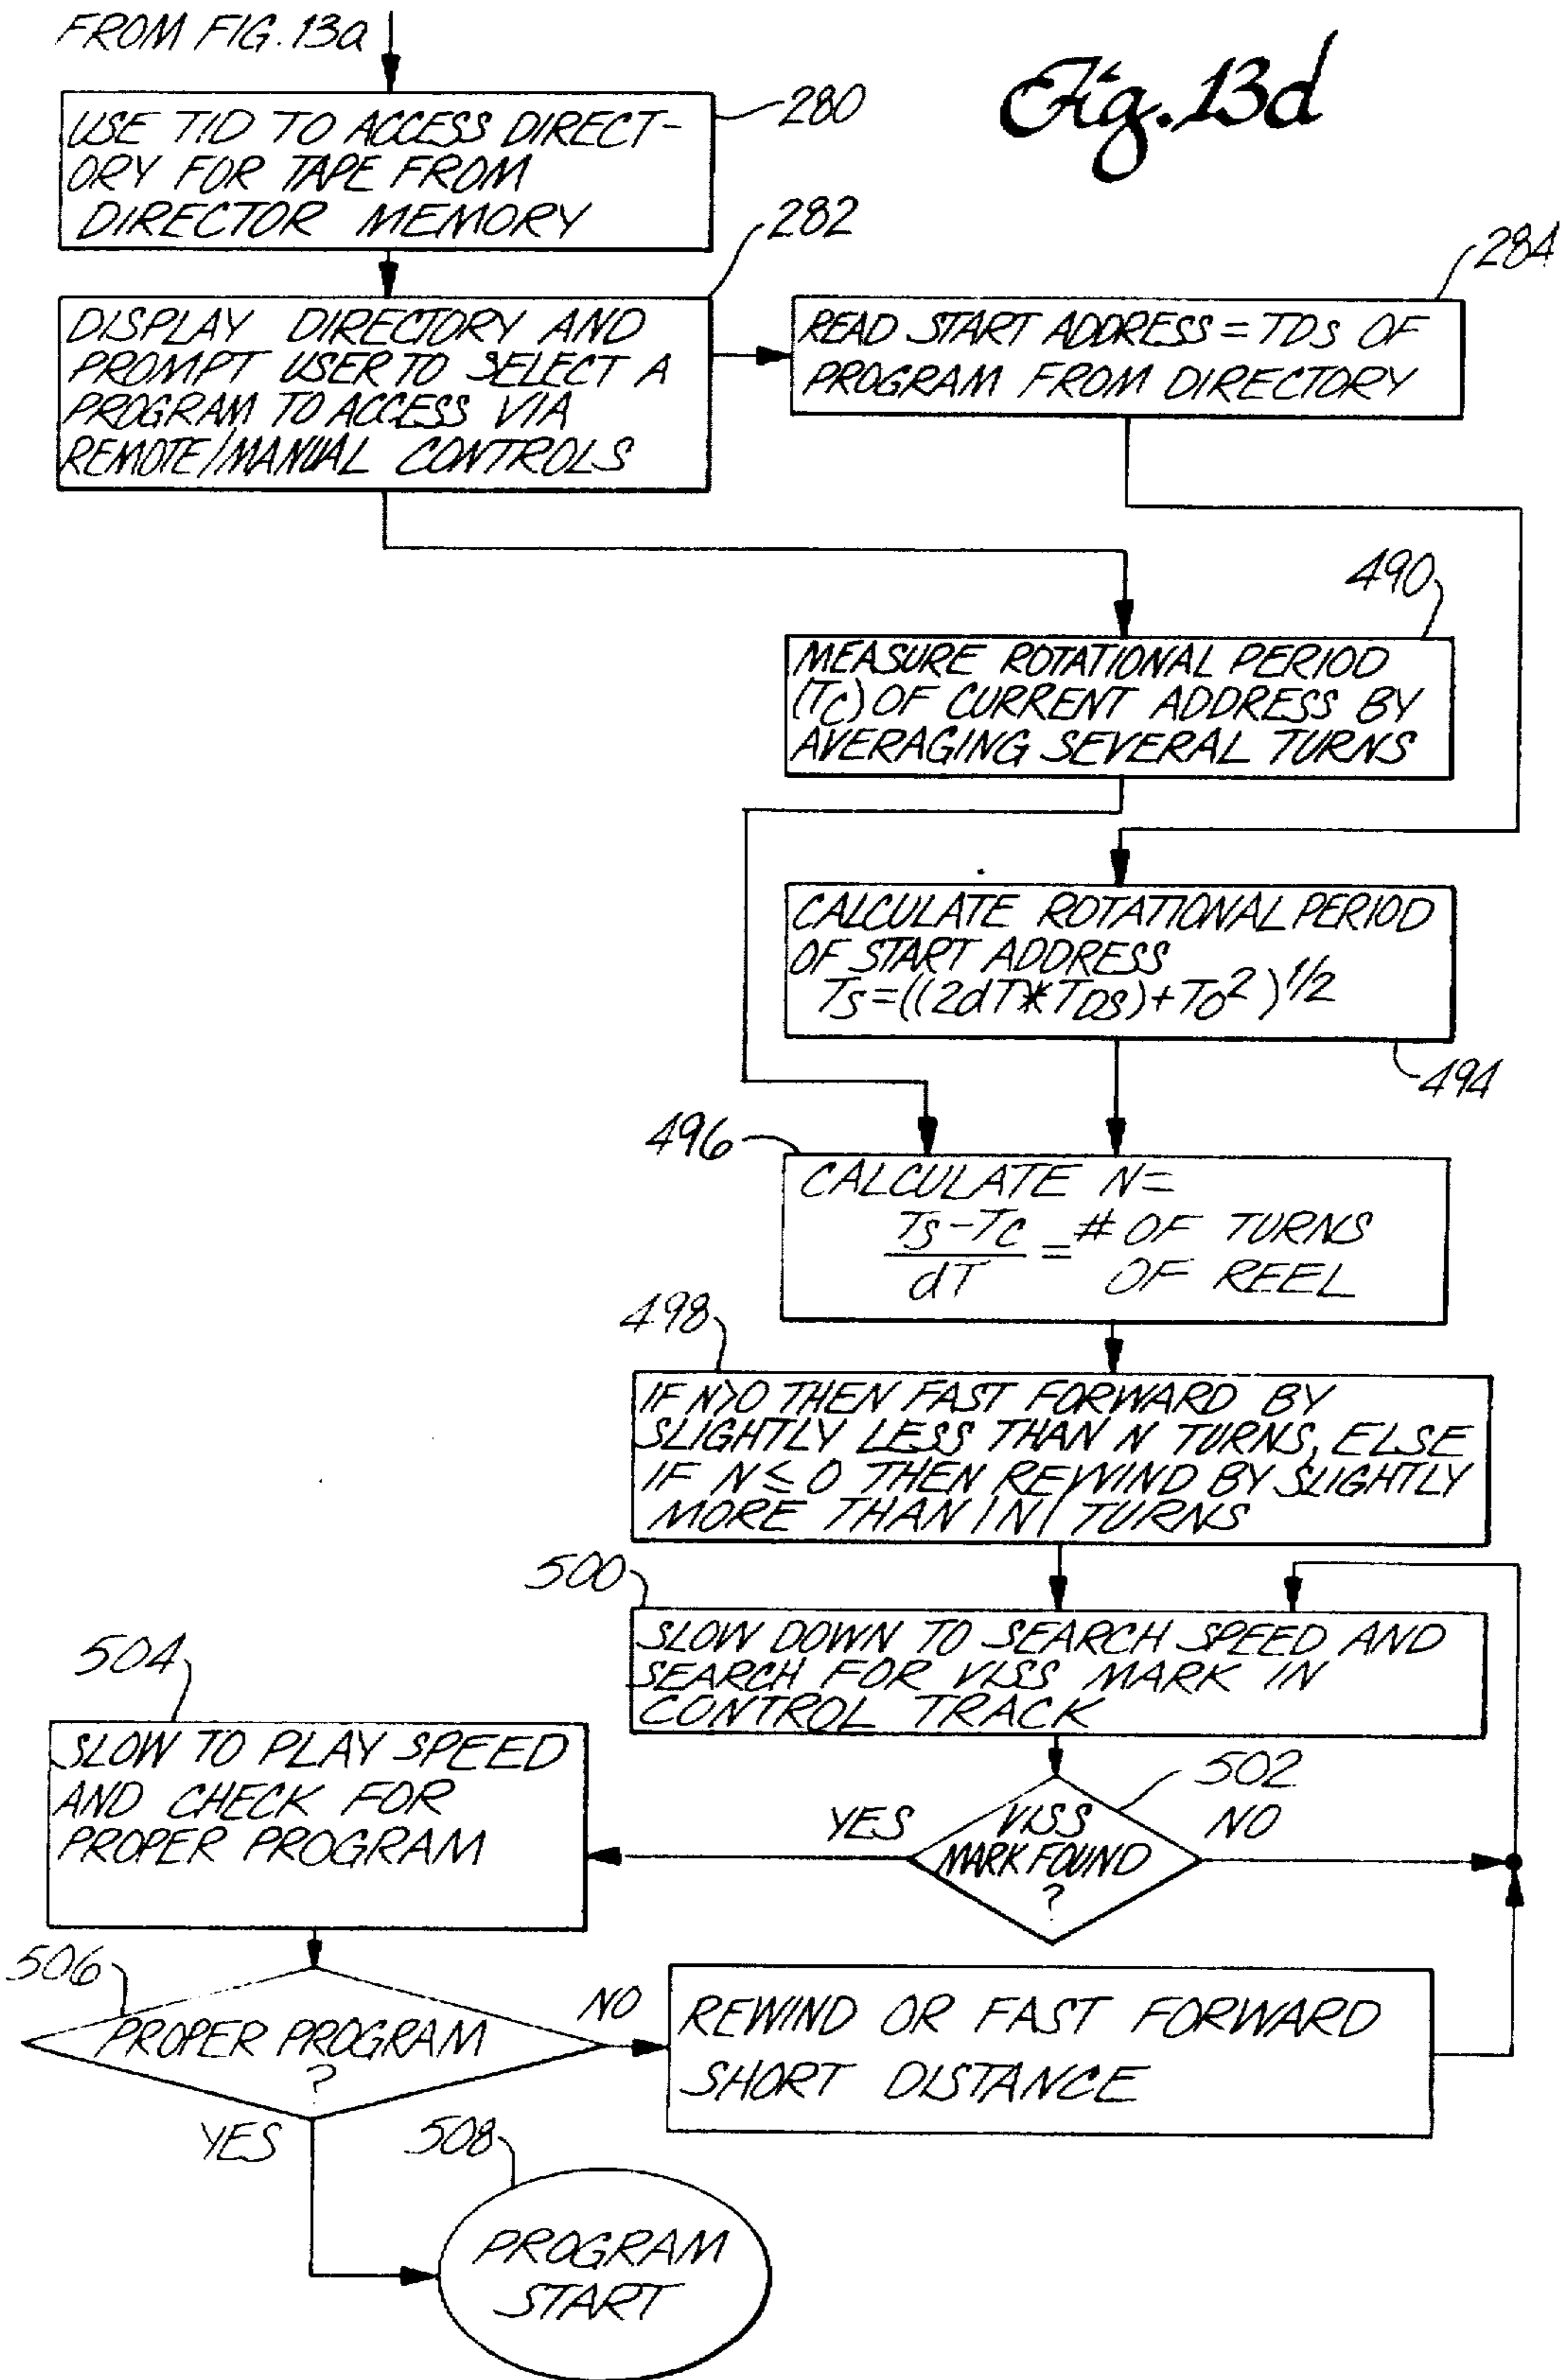 FROM FIG. 13a
Fig. 13d
280
USE TID TO ACCESS DIRECT-
ORY FOR TAPE FROM
DIRECTOR MEMORY
282
DISPLAY DIRECTORY AND
PROMPT USER TO SELECT A
PROGRAM TO ACCESS VIA
REMOTE/MANUAL CONTROLS
284
READ START ADDRESS = TDS OF
PROGRAM FROM DIRECTORY
490
MEASURE ROTATIONAL PERIOD
(TC) OF CURRENT ADDRESS BY
AVERAGING SEVERAL TURNS
CALCULATE ROTATIONAL PERIOD
OF START ADDRESS
TS=((2dT*TDS)+TO²)^1/2
494
496
CALCULATE N=
TS-TC
dT
= # OF TURNS
OF REEL
498
IF N>0 THEN FAST FORWARD BY
SLIGHTLY LESS THAN N TURNS, ELSE
IF N≤0 THEN REWIND BY SLIGHTLY
MORE THAN |N| TURNS
500
SLOW DOWN TO SEARCH SPEED AND
SEARCH FOR VISS MARK IN
CONTROL TRACK
502
VISS
MARK FOUND
?
YES
NO
504
SLOW TO PLAY SPEED
AND CHECK FOR
PROPER PROGRAM
506
PROPER PROGRAM
?
NO
REWIND OR FAST FORWARD
SHORT DISTANCE
YES
508
PROGRAM
START